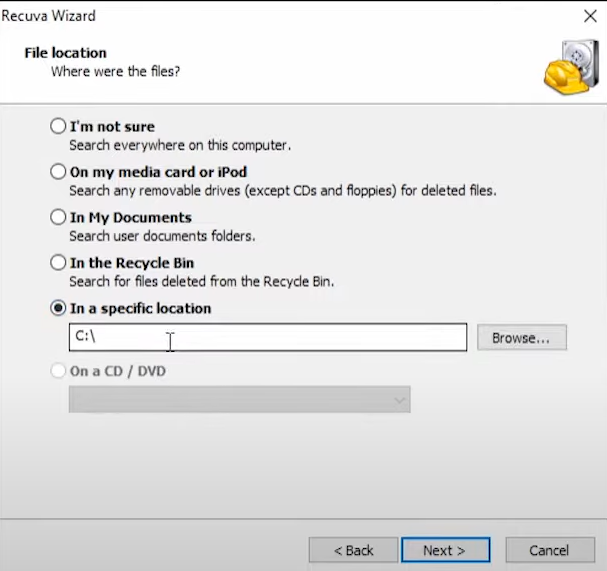 Recuva Wizard
File location
Where were the files?
I'm not sure
Search everywhere on this computer.
On my media card or iPod
Search any removable drives (except CDs and floppies) for deleted files.
In My Documents
Search user documents folders.
In the Recycle Bin
Search for files deleted from the Recycle Bin.
In a specific location
C:\
Browse...
On a CD / DVD
< Back
Next >
Cancel